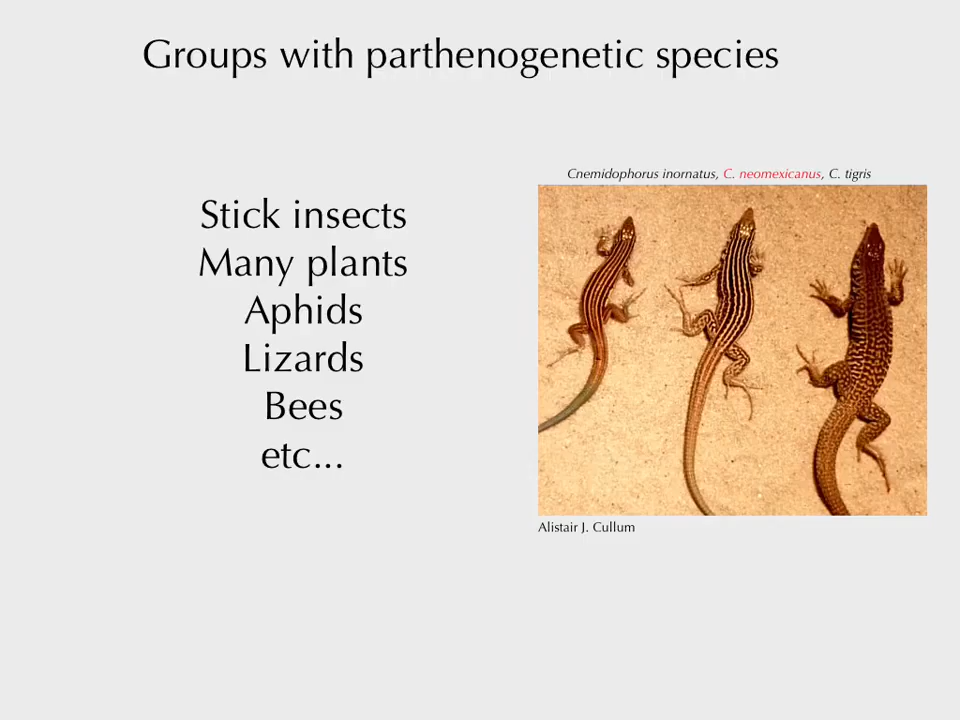 Groups with parthenogenetic species
Stick insects
Many plants
Aphids
Lizards
Bees
etc...
Cnemidophorus inornatus, C. neomexicanus, C. tigris
Alistair J. Cullum